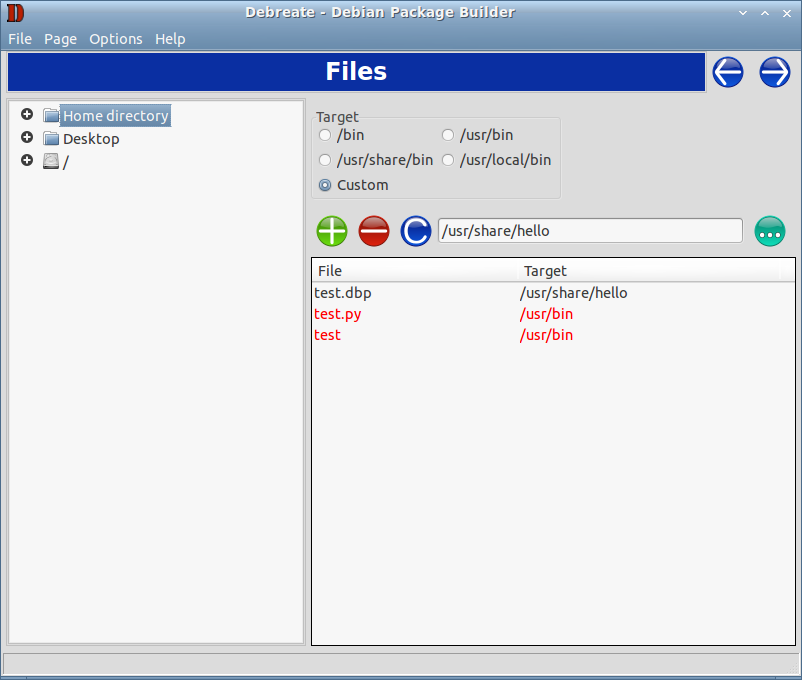 Debreate - Debian Package Builder
File Page Options Help
Files
Home directory
Desktop
/
Target
/bin /usr/bin
/usr/share/bin /usr/local/bin
Custom
/usr/share/hello
File Target
test.dbp /usr/share/hello
test.py /usr/bin
test /usr/bin